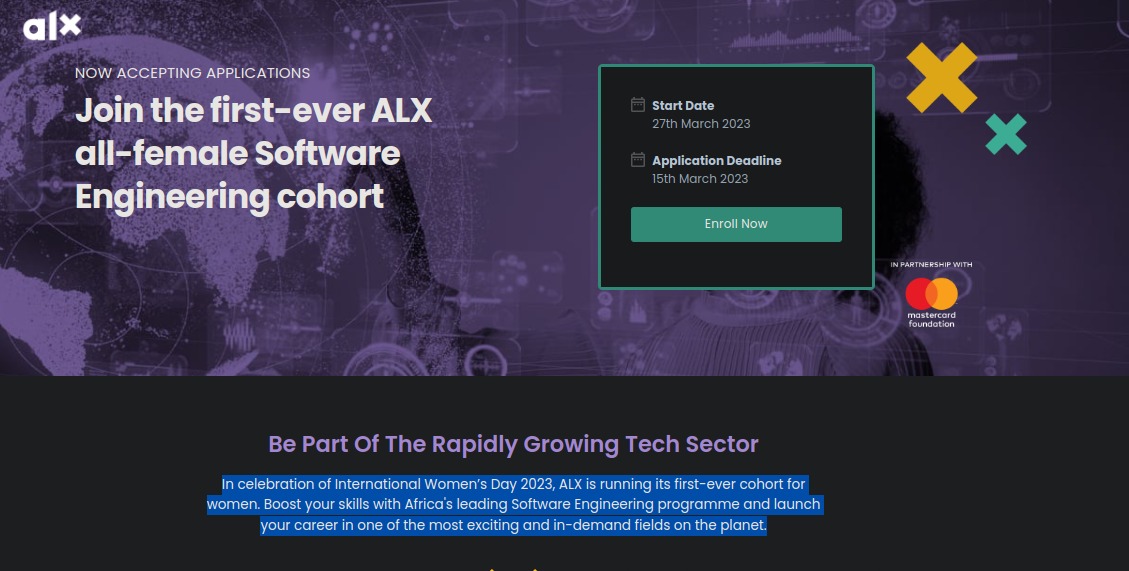 alx
NOW ACCEPTING APPLICATIONS
Join the first-ever ALX
all-female Software
Engineering cohort
Start Date
27th March 2023
Application Deadline
15th March 2023
Enroll Now
IN PARTNERSHIP WITH
mastercard
foundation
Be Part Of The Rapidly Growing Tech Sector
In celebration of International Women’s Day 2023, ALX is running its first-ever cohort for
women. Boost your skills with Africa's leading Software Engineering programme and launch
your career in one of the most exciting and in-demand fields on the planet.